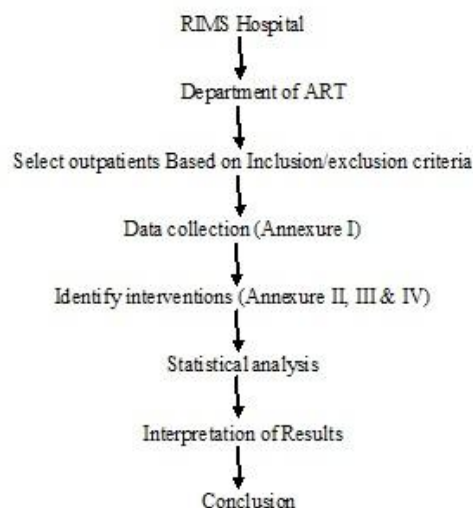 RIMS Hospital
Department of ART
Select outpatients Based on Inclusion/exclusion criteria
Data collection (Annexure I)
Identify interventions (Annexure II, III & IV)
Statistical analysis
Interpretation of Results
Conclusion